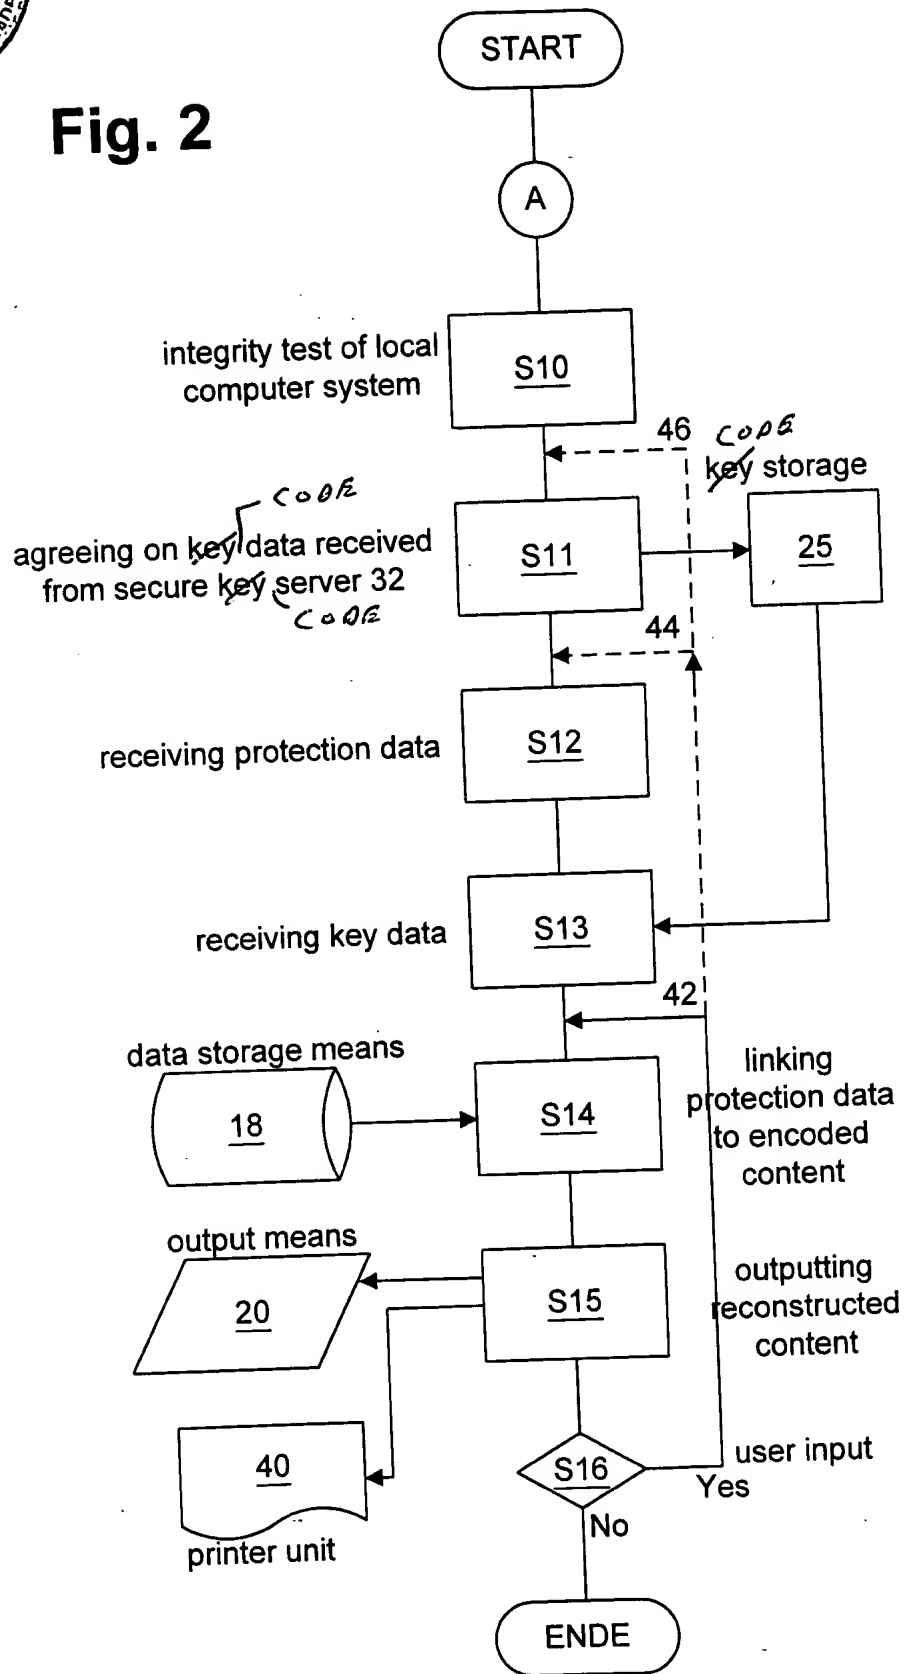 START
Fig. 2
A
integrity test of local
computer system
S10
46
CODE
key storage
CODE
agreeing on key data received
from secure key server 32
CODE
S11
25
44
receiving protection data
S12
receiving key data
S13
42
data storage means
18
S14
linking
protection data
to encoded
content
output means
20
S15
outputting
reconstructed
content
40
printer unit
S16
user input
Yes
No
ENDE